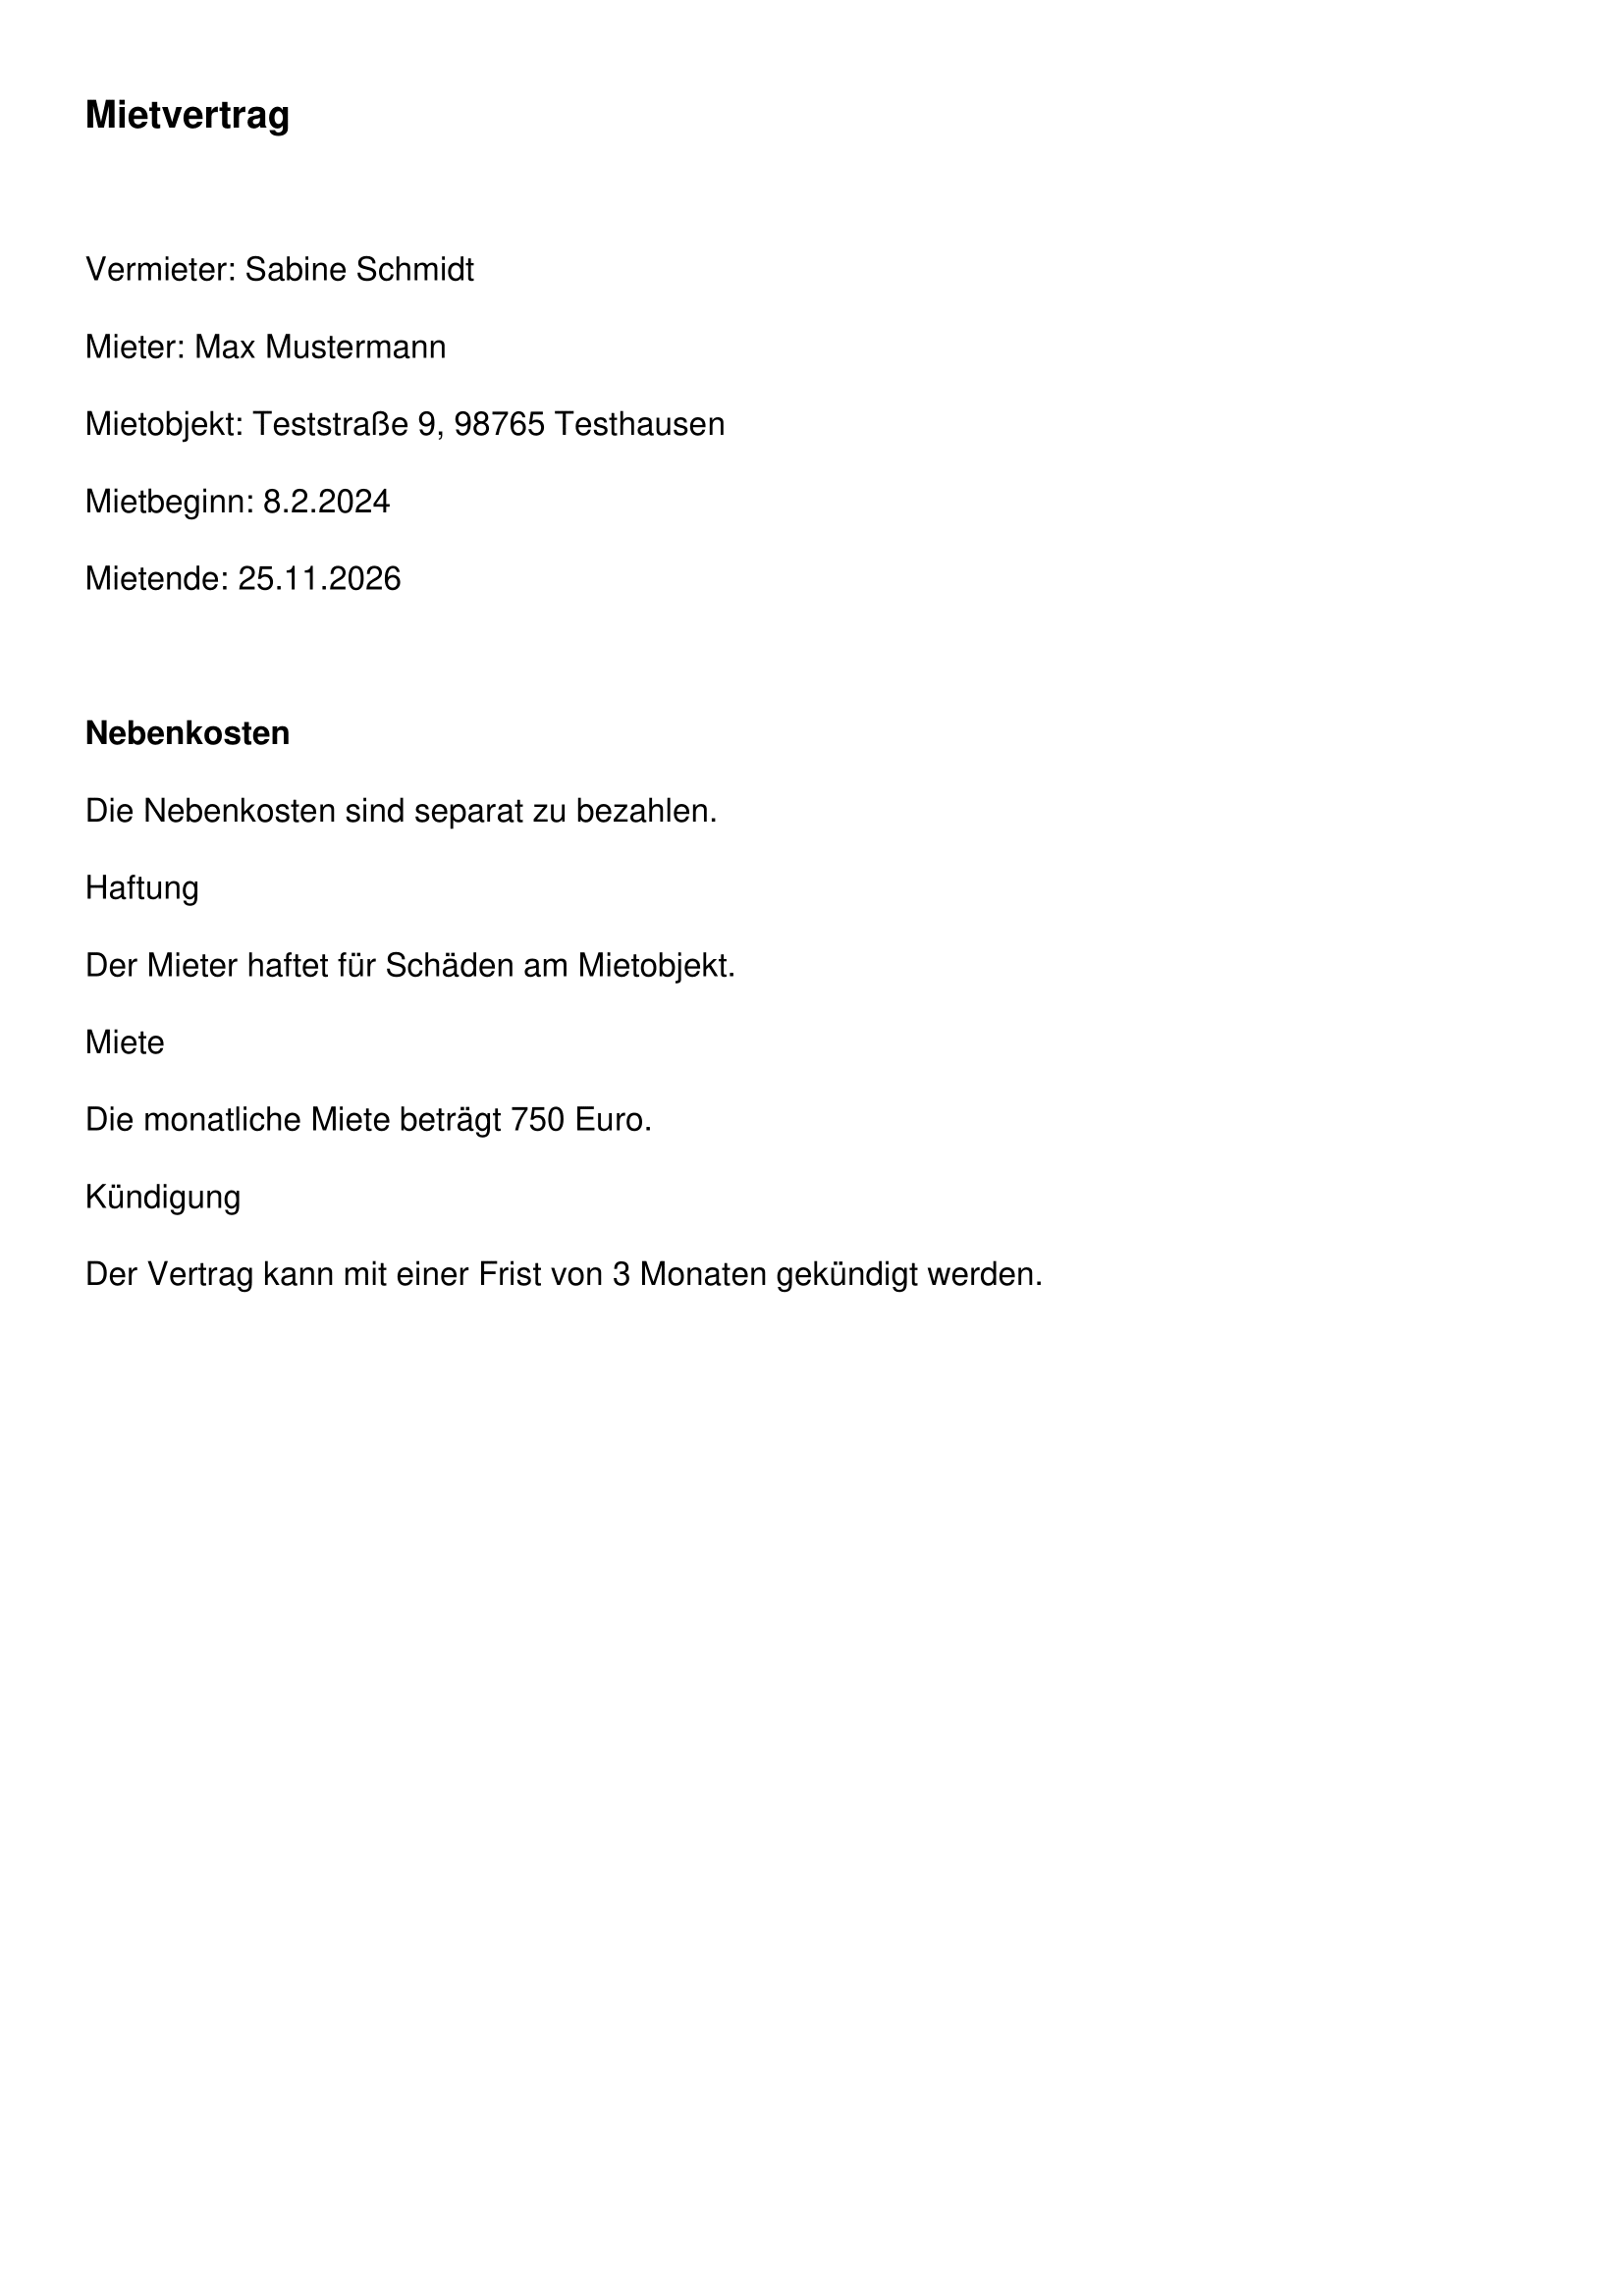 Mietvertrag
Vermieter: Sabine Schmidt
Mieter: Max Mustermann
Mietobjekt: Teststraße 9, 98765 Testhausen
Mietbeginn: 8.2.2024
Mietende: 25.11.2026
Nebenkosten
Die Nebenkosten sind separat zu bezahlen.
Haftung
Der Mieter haftet für Schäden am Mietobjekt.
Miete
Die monatliche Miete beträgt 750 Euro.
Kündigung
Der Vertrag kann mit einer Frist von 3 Monaten gekündigt werden.